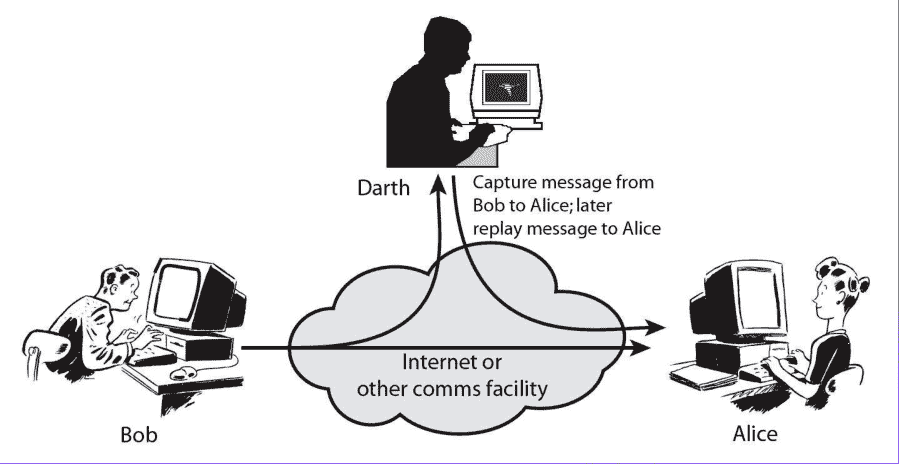 Darth
Capture message from
Bob to Alice; later
replay message to Alice
Internet or
other comms facility
Bob
Alice